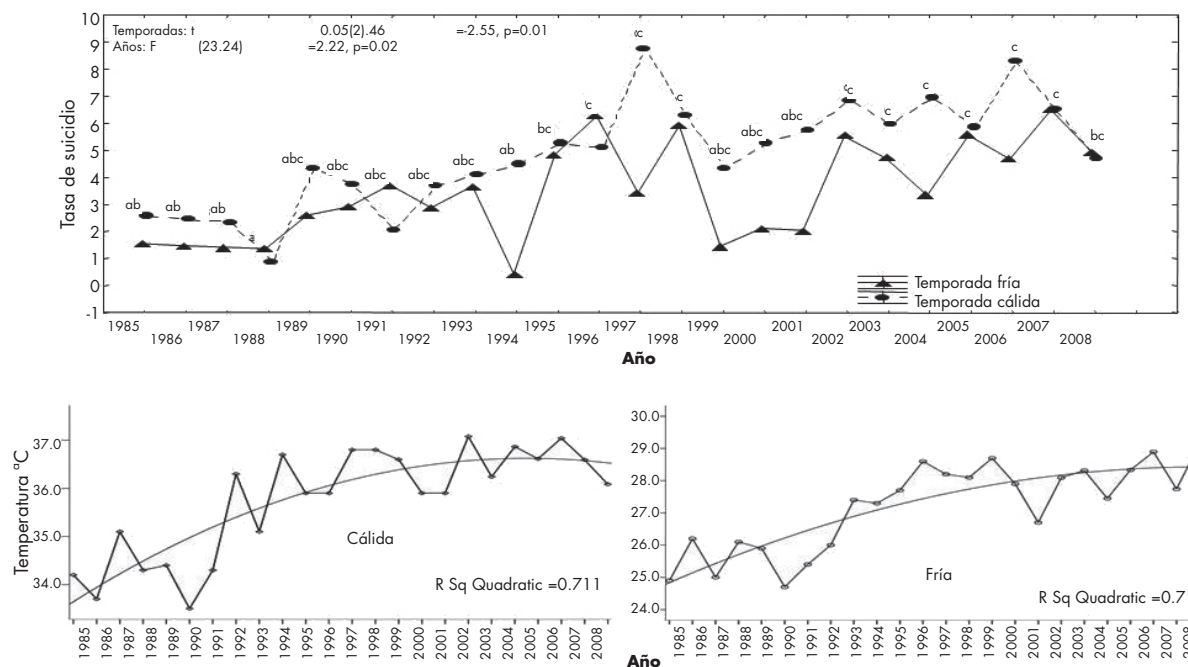 Temporadas: t 0.05(2).46 =-2.55, p=0.01
Años: F (23.24) =2.22, p=0.02
Tasa de suicidio
10
9
8
7
6
5
4
3
2
1
0
-1
ab ab ab a abc abc abc abc abc ab bc c c c abc abc abc c c c c c c bc
Temporada fría
Temporada cálida
1985 1987 1989 1991 1993 1995 1997 1999 2001 2003 2005 2007
1986 1988 1990 1992 1994 1996 1998 2000 2002 2004 2006 2008
Año
Temperatura ºC
37.0
36.0
35.0
34.0
Cálida
R Sq Quadratic =0.711
1985 1986 1987 1988 1989 1990 1991 1992 1993 1994 1995 1996 1997 1998 1999 2000 2001 2002 2003 2004 2005 2006 2007 2008
30.0
29.0
28.0
27.0
26.0
25.0
24.0
Fría
R Sq Quadratic =0.7
1985 1986 1987 1988 1989 1990 1991 1992 1993 1994 1995 1996 1997 1998 1999 2000 2001 2002 2003 2004 2005 2006 2007 2008
Año